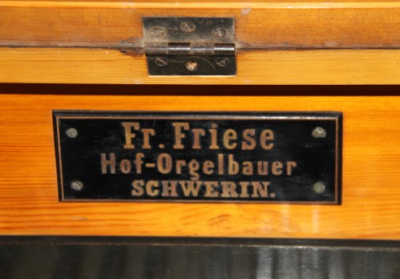 Fr. Friese
Hof-Orgelbauer
SCHWERIN.